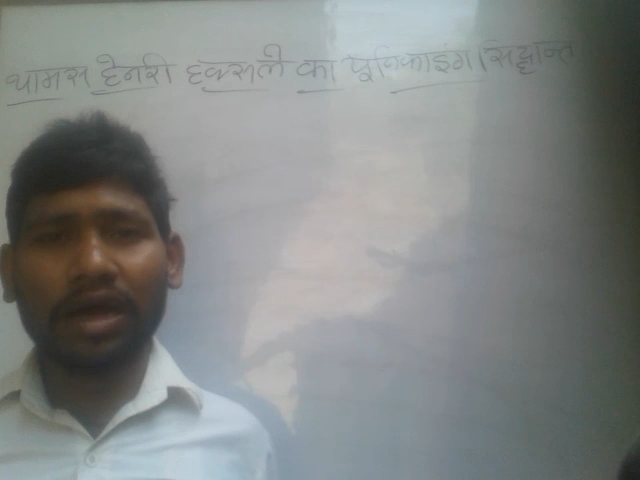 थामस हेनरी हक्सले का पूर्तिकाइंग सिद्धान्त